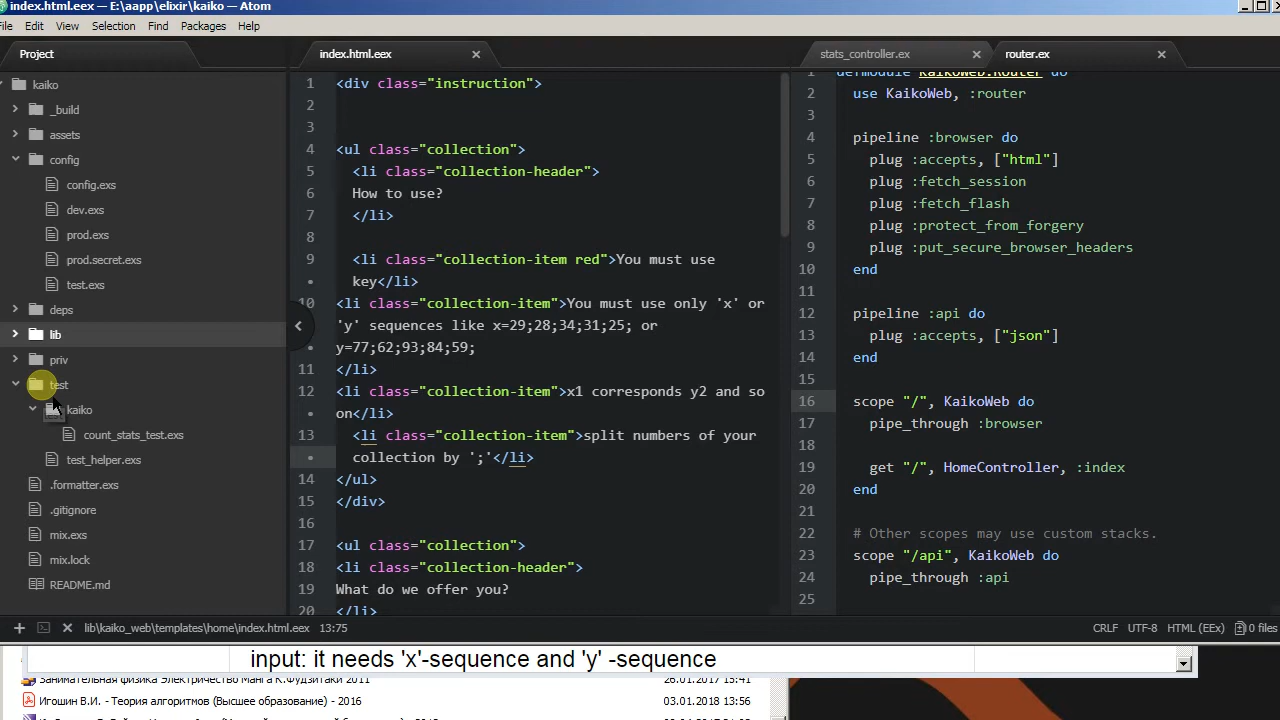 index.html.eex — E:\aapp\elixir\kaiko — Atom
File Edit View Selection Find Packages Help
Project
kaiko
_build
assets
config
config.exs
dev.exs
prod.exs
prod.secret.exs
test.exs
deps
lib
priv
test
kaiko
count_stats_test.exs
test_helper.exs
.formatter.exs
.gitignore
mix.exs
mix.lock
README.md
index.html.eex
1 <div class="instruction">
2
3
4 <ul class="collection">
5 <li class="collection-header">
6 How to use?
7 </li>
8
9 <li class="collection-item red">You must use
• key</li>
10 <li class="collection-item">You must use only 'x' or
• 'y' sequences like x=29;28;34;31;25; or
• y=77;62;93;84;59;
11 </li>
12 <li class="collection-item">x1 corresponds y2 and so
• on</li>
13 <li class="collection-item">split numbers of your
• collection by ';'</li>
14 </ul>
15 </div>
16
17 <ul class="collection">
18 <li class="collection-header">
19 What do we offer you?
20 </li>
stats_controller.ex
router.ex
1 defmodule KaikoWeb.Router do
2 use KaikoWeb, :router
3
4 pipeline :browser do
5 plug :accepts, ["html"]
6 plug :fetch_session
7 plug :fetch_flash
8 plug :protect_from_forgery
9 plug :put_secure_browser_headers
10 end
11
12 pipeline :api do
13 plug :accepts, ["json"]
14 end
15
16 scope "/", KaikoWeb do
17 pipe_through :browser
18
19 get "/", HomeController, :index
20 end
21
22 # Other scopes may use custom stacks.
23 scope "/api", KaikoWeb do
24 pipe_through :api
25
lib\kaiko_web\templates\home\index.html.eex 13:75
CRLF UTF-8 HTML (EEx) 0 files
input: it needs 'x'-sequence and 'y' -sequence
Занимательная физика Электричество Манга К.Фудзитаки 2011 26.01.2018 15:41
Игошин В.И. - Теория алгоритмов (Высшее образование) - 2016 03.01.2018 13:56